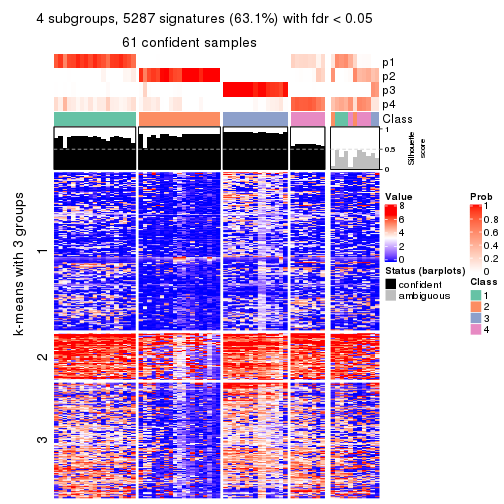 4 subgroups, 5287 signatures (63.1%) with fdr < 0.05
61 confident samples
p1
p2
p3
p4
Class
1
0.5
0
Silhouette
score
k-means with 3 groups
1
2
3
Value
8
6
4
2
0
Status (barplots)
confident
ambiguous
Prob
1
0.8
0.6
0.4
0.2
0
Class
1
2
3
4